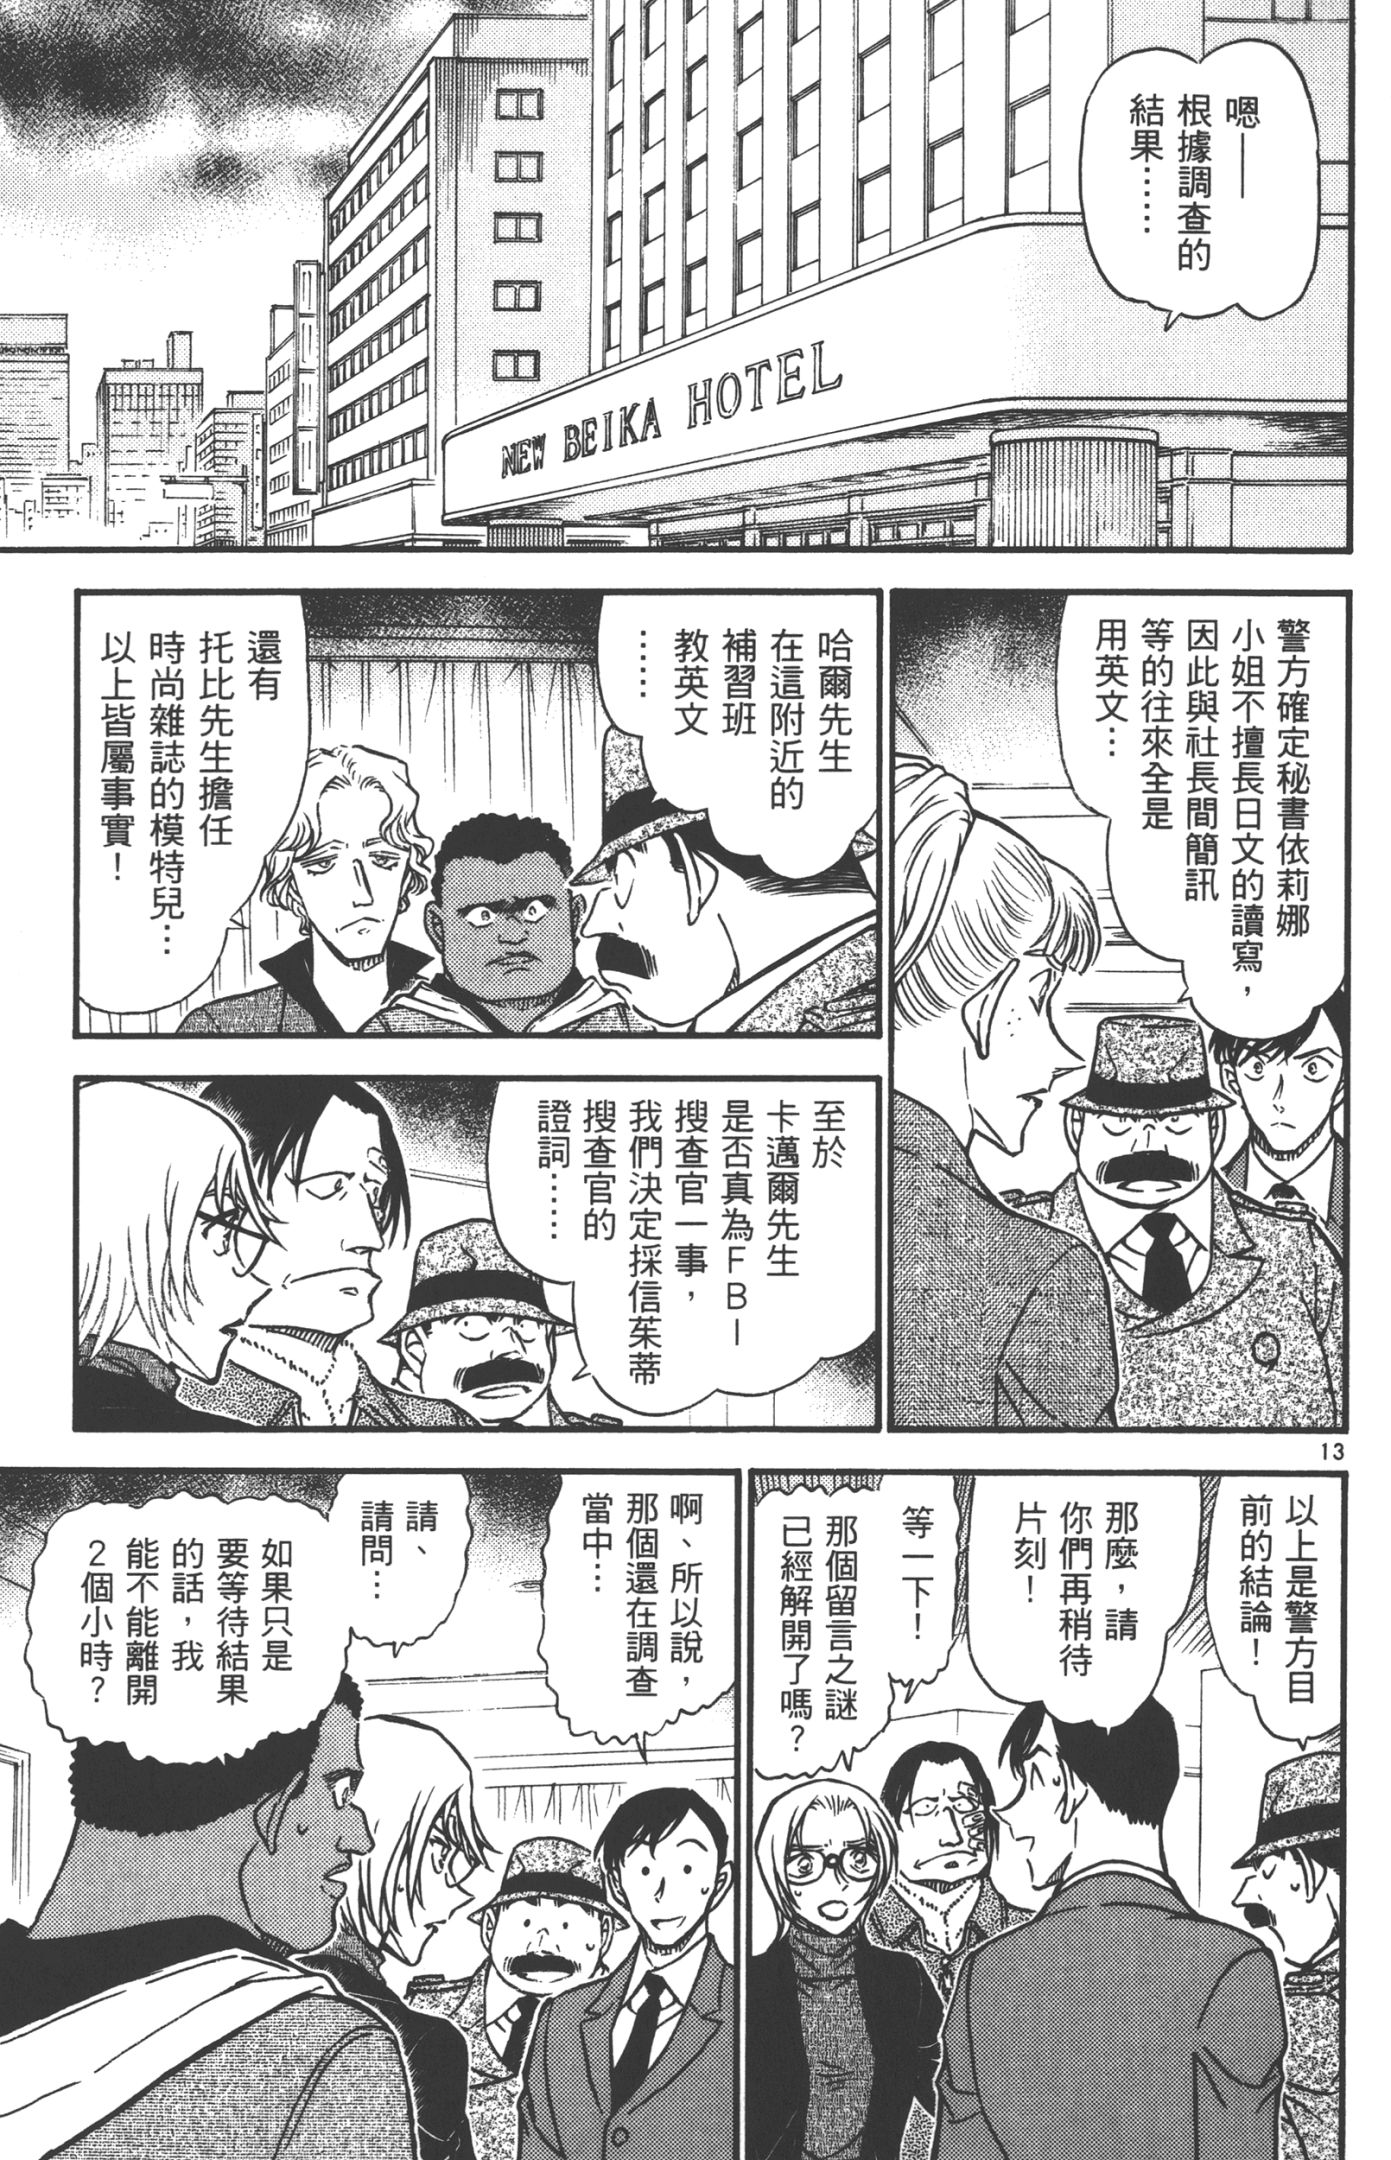 嗯——
根據調查的
結果……
NEW BEIKA HOTEL
警方確定秘書依莉娜
小姐不擅長日文的讀寫，
因此與社長間簡訊
等的往來全是
用英文…
哈爾先生
在這附近的
補習班
教英文
……
還有
托比先生擔任
時尚雜誌的模特兒…
以上皆屬事實！
至於
卡邁爾先生
是否真為FBI
搜查官一事，
我們決定採信茱蒂
搜查官的
證詞……
13
以上是警方目
前的結論！
那麼，請
你們再稍待
片刻！
等一下！
那個留言之謎
已經解開了嗎？
啊、所以說，
那個還在調查
當中…
請、
請問…
如果只是
要等待結果
的話，我
能不能離開
2個小時？